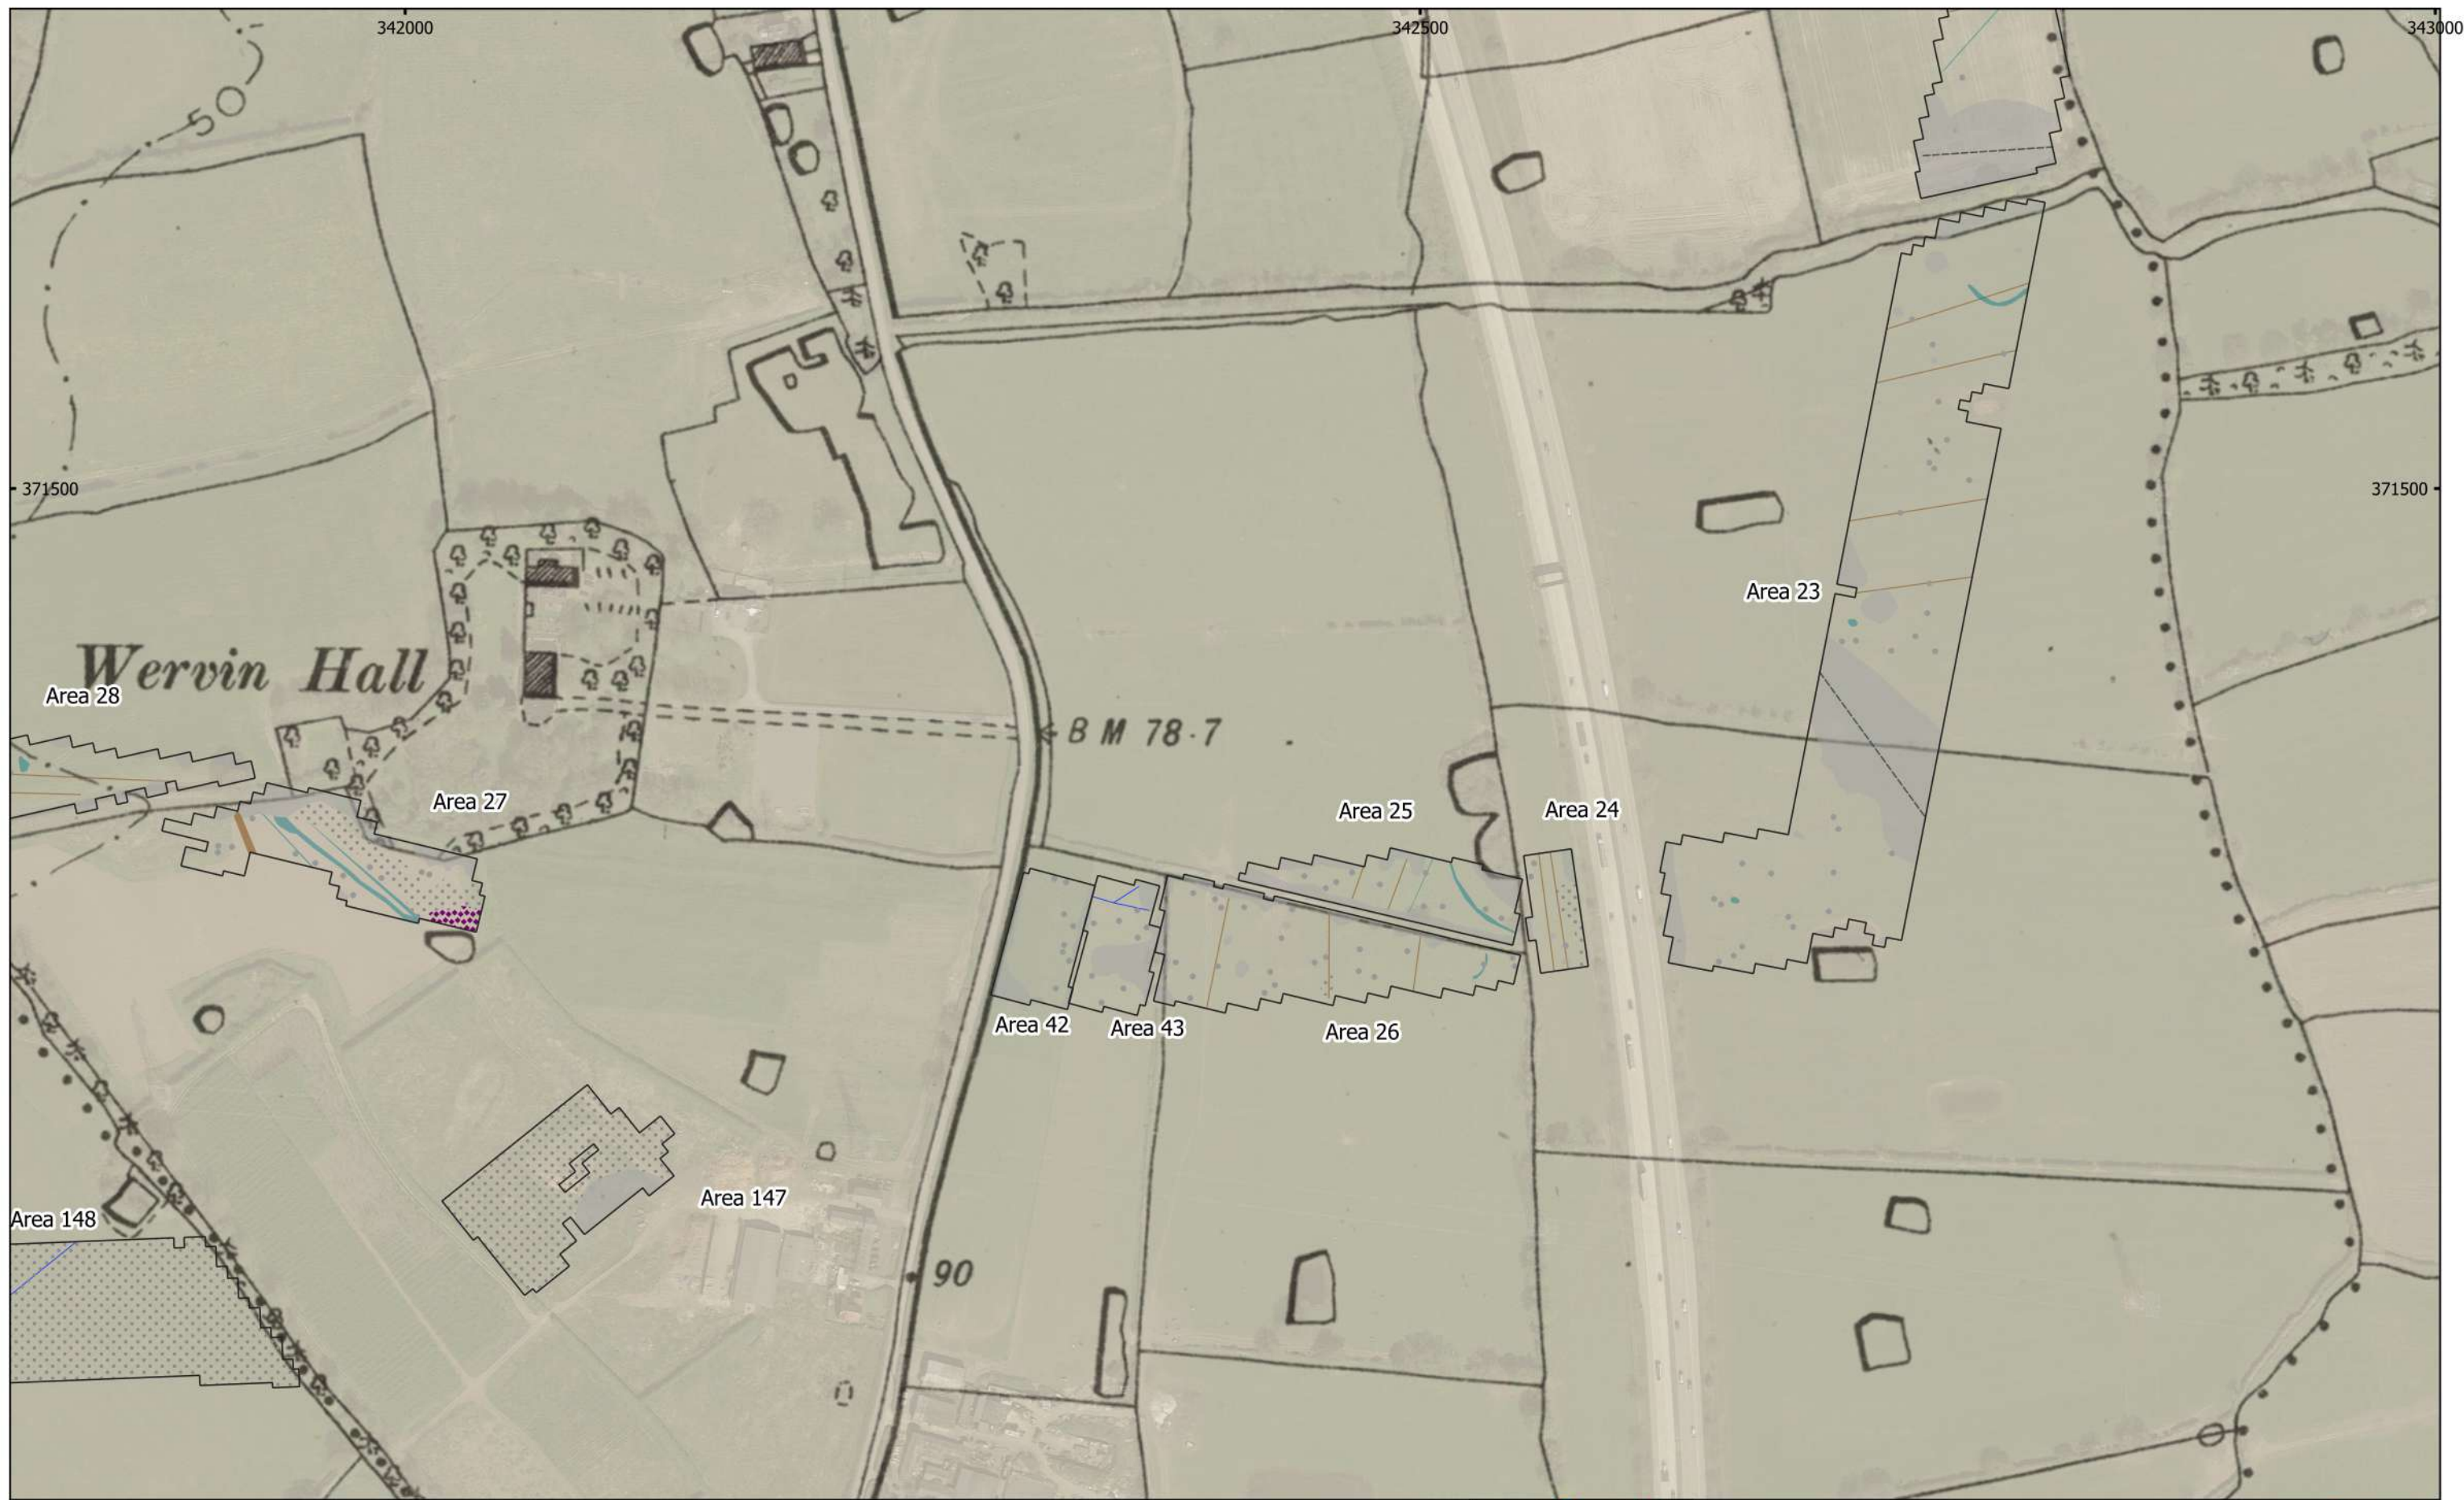 342000
342500
343000
50
371500
371500
Area 23
Wervin Hall
Area 28
B M 78.7
Area 27
Area 25
Area 24
Area 42
Area 43
Area 26
Area 147
Area 148
90